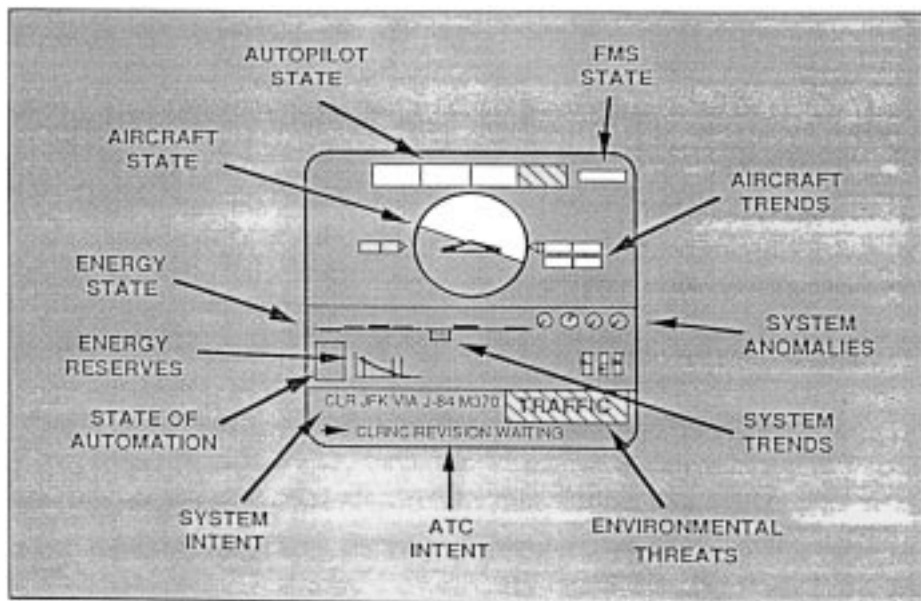 AUTOPILOT
STATE
FMS
STATE
AIRCRAFT
STATE
AIRCRAFT
TRENDS
ENERGY
STATE
SYSTEM
ANOMALIES
ENERGY
RESERVES
STATE OF
AUTOMATION
CLR JFK VIA J-84 M370
TRAFFIC
CLRNC REVISION WAITING
SYSTEM
TRENDS
SYSTEM
INTENT
ATC
INTENT
ENVIRONMENTAL
THREATS